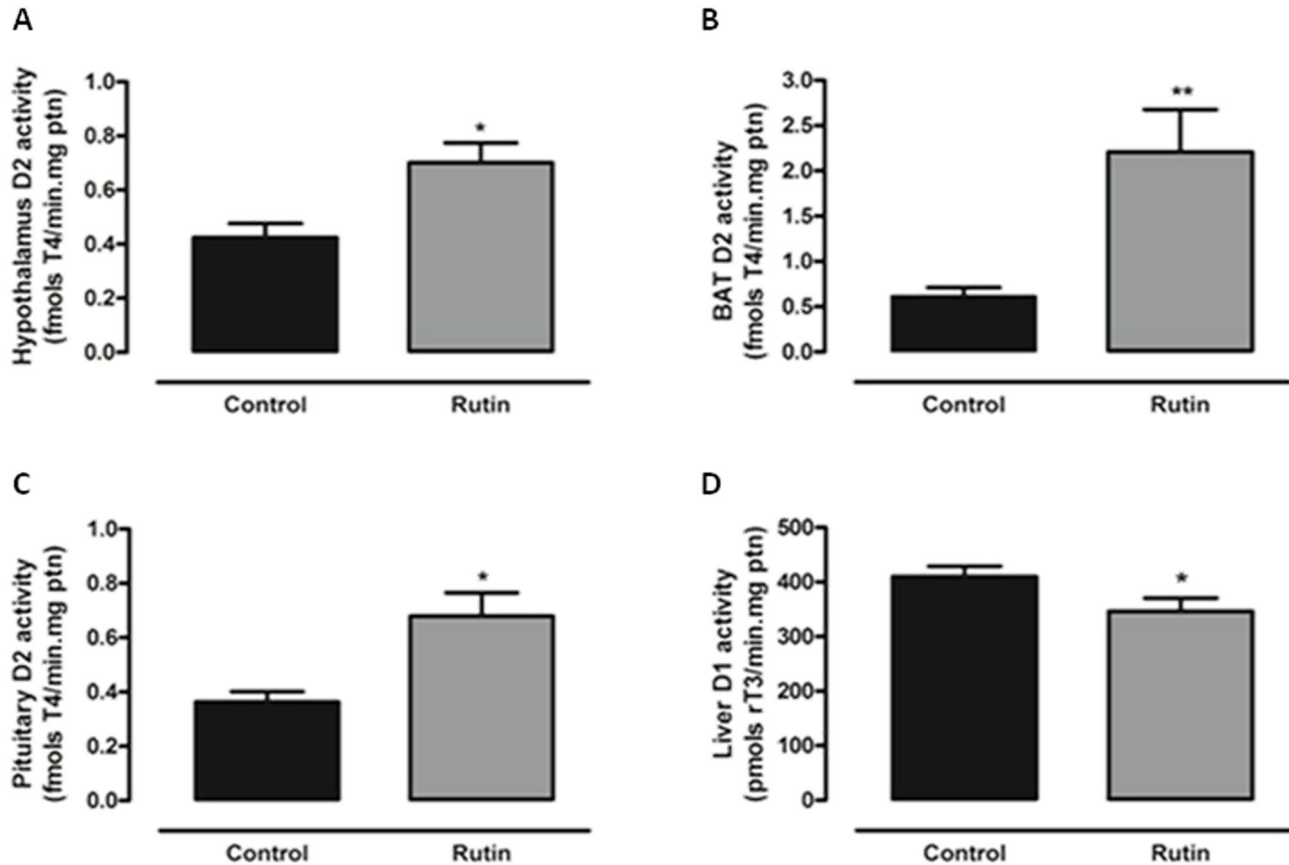 A
Hypothalamus D2 activity
(fmols T4/min.mg ptn)
1.0
0.8
0.6
0.4
0.2
0.0
*
Control Rutin
B
BAT D2 activity
(fmols T4/min.mg ptn)
3.0
2.5
2.0
1.5
1.0
0.5
0.0
**
Control Rutin
C
Pituitary D2 activity
(fmols T4/min.mg ptn)
1.0
0.8
0.6
0.4
0.2
0.0
*
Control Rutin
D
Liver D1 activity
(pmols rT3/min.mg ptn)
500
400
300
200
100
0
*
Control Rutin